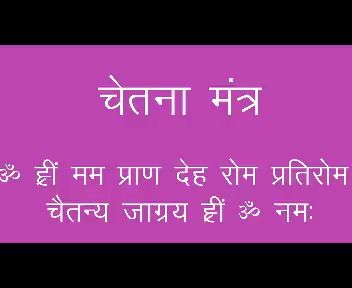 चेतना मंत्र
ॐ ह्रीं मम प्राण देह रोम प्रतिरोम
चैतन्य जाग्रय ह्रीं ॐ नमः